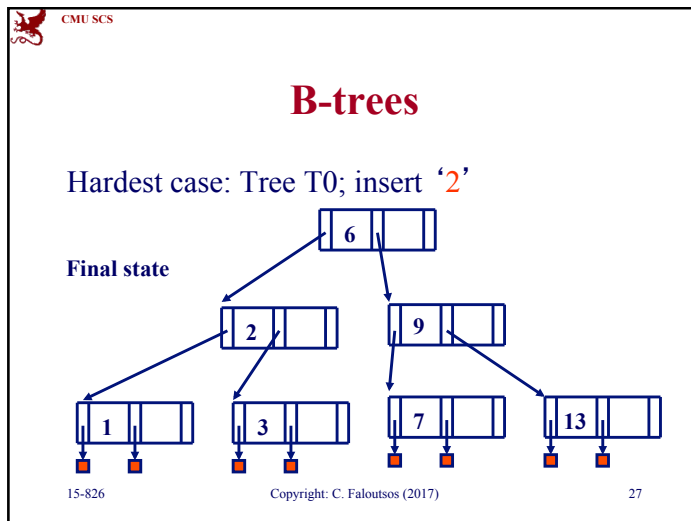 CMU SCS
B-trees
Hardest case: Tree T0; insert ‘2’
6
Final state
2 9
1 3 7 13
15-826 Copyright: C. Faloutsos (2017) 27